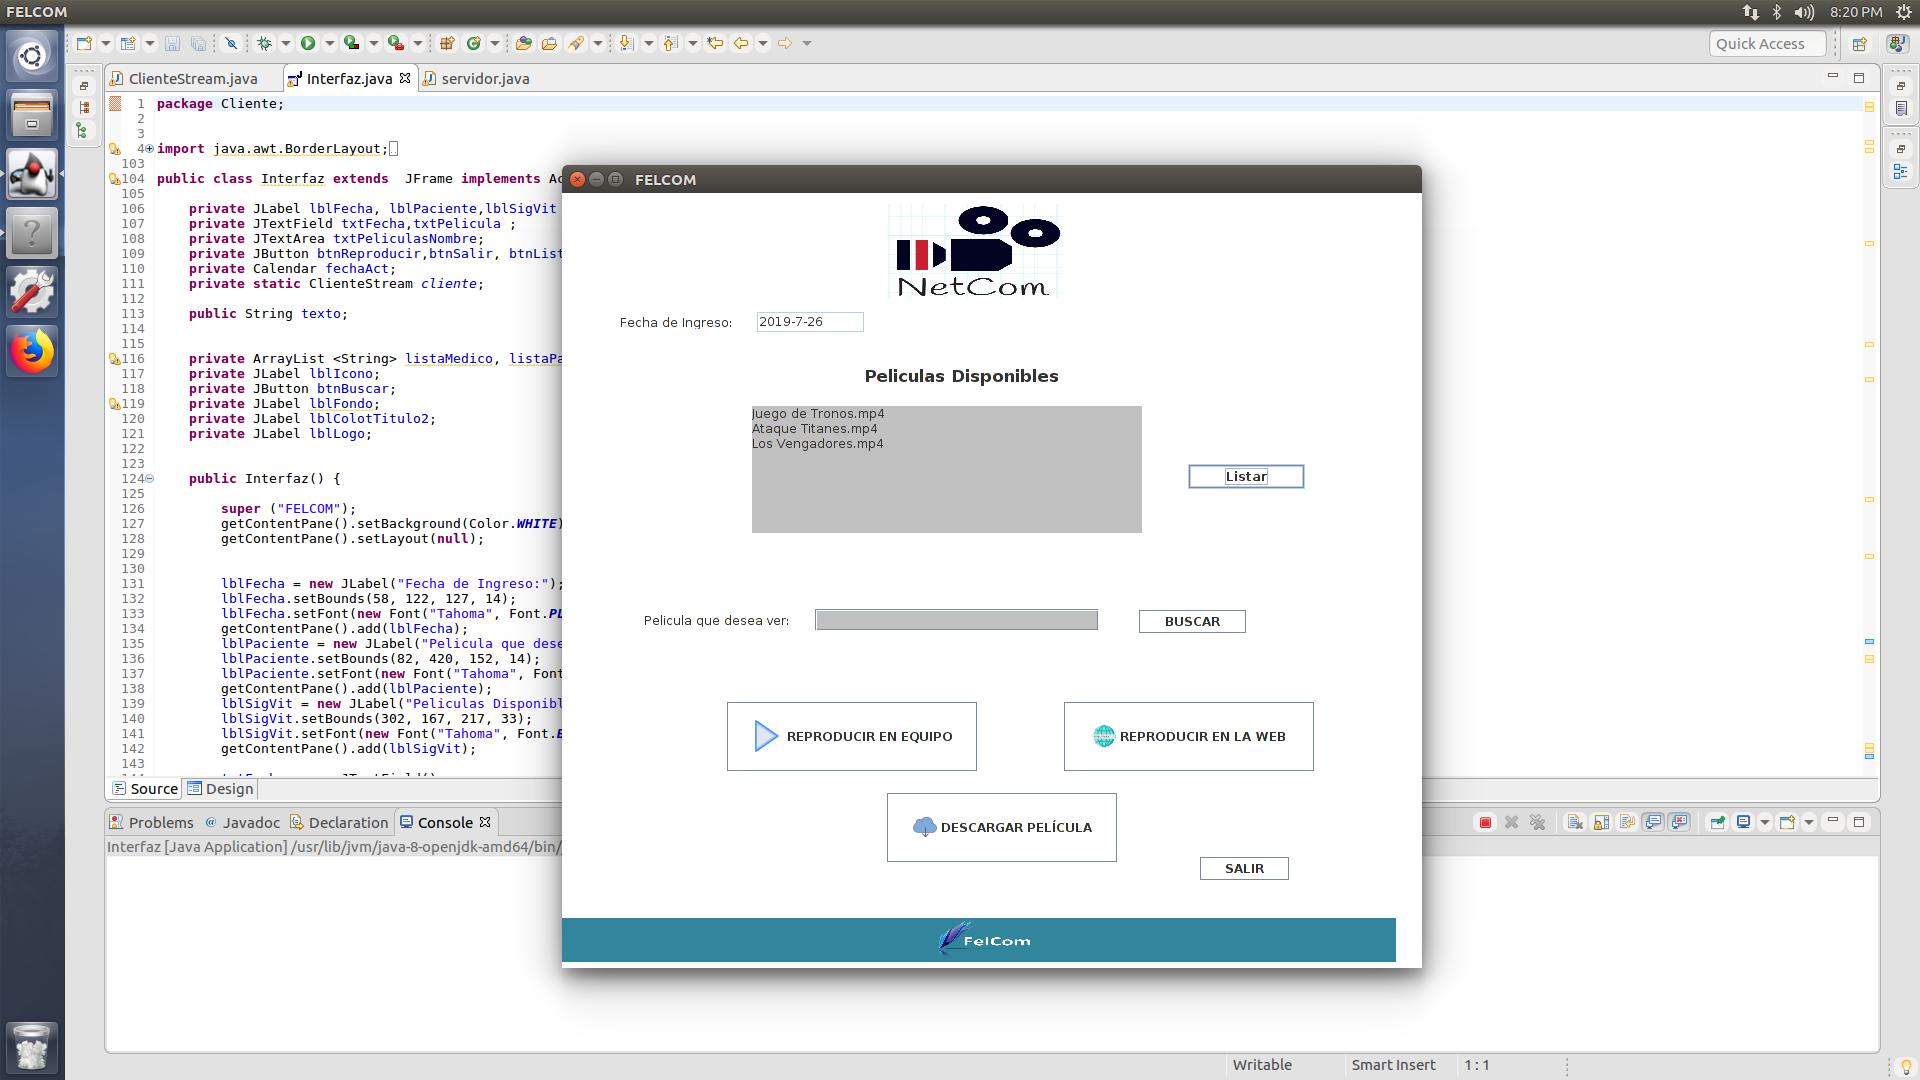 FELCOM
8:20 PM
Quick Access
ClienteStream.java
Interfaz.java
servidor.java
1 package Cliente;
2
3
4 import java.awt.BorderLayout;
103
104 public class Interfaz extends  JFrame implements Ac
105
106 private JLabel lblFecha, lblPaciente,lblSigVit
107 private JTextField txtFecha,txtPelicula ;
108 private JTextArea txtPeliculasNombre;
109 private JButton btnReproducir,btnSalir, btnList
110 private Calendar fechaAct;
111 private static ClienteStream cliente;
112
113 public String texto;
114
115
116 private ArrayList <String> listaMedico, listaPa
117 private JLabel lblIcono;
118 private JButton btnBuscar;
119 private JLabel lblFondo;
120 private JLabel lblColotTitulo2;
121 private JLabel lblLogo;
122
123
124 public Interfaz() {
125
126 super ("FELCOM");
127 getContentPane().setBackground(Color.WHITE)
128 getContentPane().setLayout(null);
129
130
131 lblFecha = new JLabel("Fecha de Ingreso:");
132 lblFecha.setBounds(58, 122, 127, 14);
133 lblFecha.setFont(new Font("Tahoma", Font.PL
134 getContentPane().add(lblFecha);
135 lblPaciente = new JLabel("Pelicula que dese
136 lblPaciente.setBounds(82, 420, 152, 14);
137 lblPaciente.setFont(new Font("Tahoma", Font
138 getContentPane().add(lblPaciente);
139 lblSigVit = new JLabel("Peliculas Disponibl
140 lblSigVit.setBounds(302, 167, 217, 33);
141 lblSigVit.setFont(new Font("Tahoma", Font.B
142 getContentPane().add(lblSigVit);
143
Source
Design
FELCOM
NetCom
Fecha de Ingreso:
2019-7-26
Peliculas Disponibles
Juego de Tronos.mp4
Ataque Titanes.mp4
Los Vengadores.mp4
Listar
Pelicula que desea ver:
BUSCAR
REPRODUCIR EN EQUIPO
REPRODUCIR EN LA WEB
DESCARGAR PELÍCULA
SALIR
FelCom
Problems
Javadoc
Declaration
Console
Interfaz [Java Application] /usr/lib/jvm/java-8-openjdk-amd64/bin/
Writable
Smart Insert
1 : 1